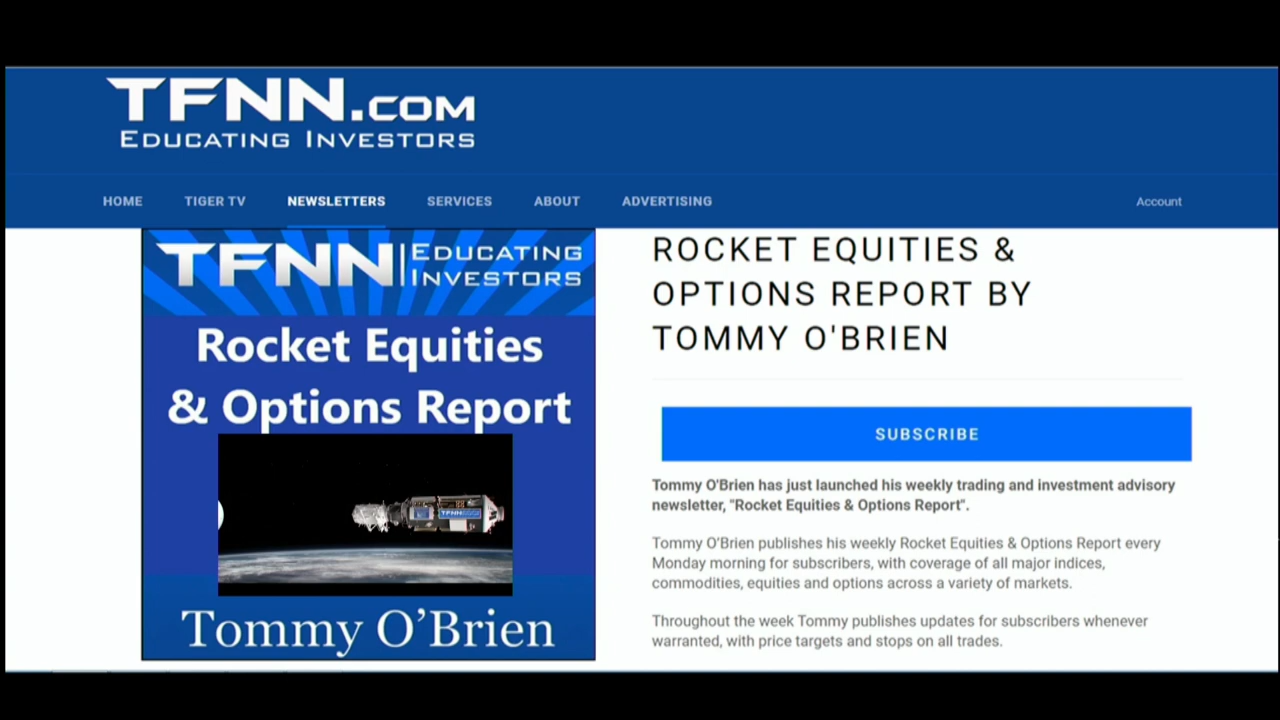 TFNN.COM
EDUCATING INVESTORS
HOME TIGER TV NEWSLETTERS SERVICES ABOUT ADVERTISING Account
TFNN EDUCATING
INVESTORS
Rocket Equities
& Options Report
TFNN
Tommy O’Brien
ROCKET EQUITIES &
OPTIONS REPORT BY
TOMMY O'BRIEN
SUBSCRIBE
Tommy O'Brien has just launched his weekly trading and investment advisory
newsletter, "Rocket Equities & Options Report".
Tommy O’Brien publishes his weekly Rocket Equities & Options Report every
Monday morning for subscribers, with coverage of all major indices,
commodities, equities and options across a variety of markets.
Throughout the week Tommy publishes updates for subscribers whenever
warranted, with price targets and stops on all trades.